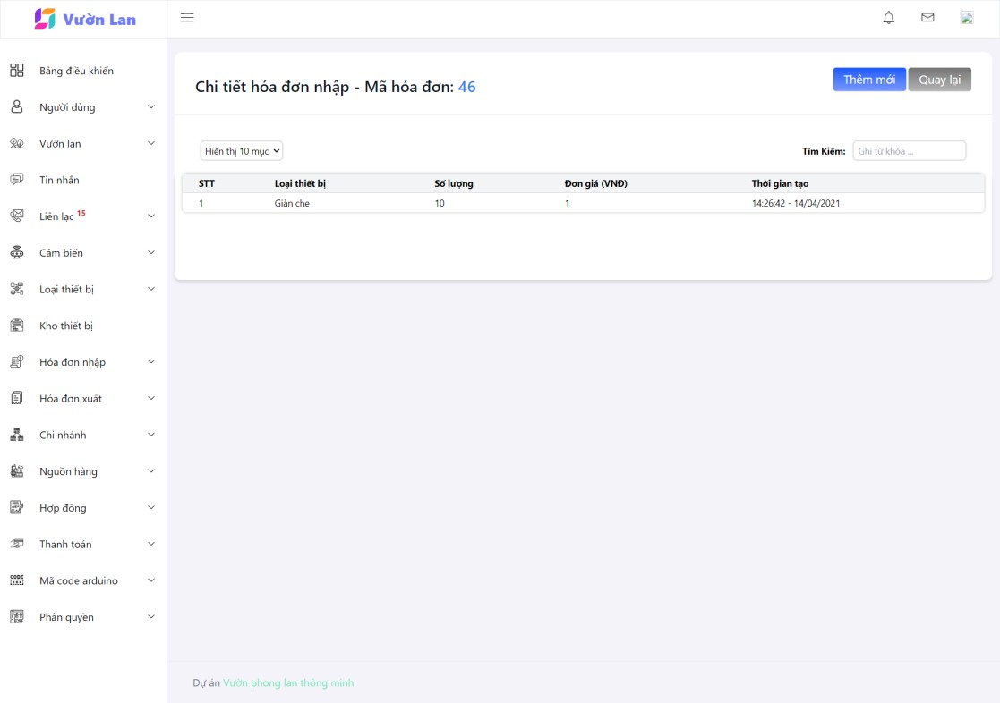 Vườn Lan
Bảng điều khiển
Người dùng
Vườn lan
Tin nhắn
Liên lạc 15
Cảm biến
Loại thiết bị
Kho thiết bị
Hóa đơn nhập
Hóa đơn xuất
Chi nhánh
Nguồn hàng
Hợp đồng
Thanh toán
Mã code arduino
Phân quyền
Chi tiết hóa đơn nhập - Mã hóa đơn: 46
Thêm mới Quay lại
Hiển thị 10 mục Tìm Kiếm: Ghi từ khóa ...
STT Loại thiết bị Số lượng Đơn giá (VNĐ) Thời gian tạo
1 Giàn che 10 1 14:26:42 - 14/04/2021
Dự án Vườn phong lan thông minh